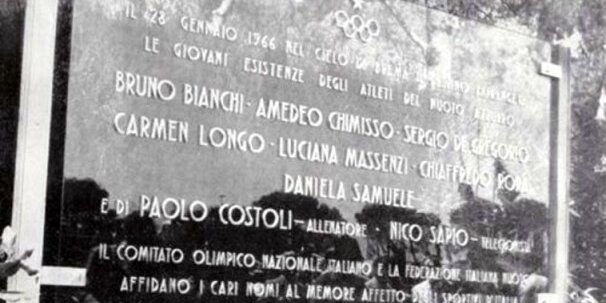 IL 28 GENNAIO 1966 NEL CIELO DI BREMA
LE GIOVANI ESISTENZE DEGLI ATLETI DEL NUOTO AZZURRO
BRUNO BIANCHI - AMEDEO CHIMISSO - SERGIO DE GREGORIO
CARMEN LONGO - LUCIANA MASSENZI - CHIAFFREDO RORA
DANIELA SAMUELE
E DI PAOLO COSTOLI - ALLENATORE - NICO SAPIO - TELECRONISTA
IL COMITATO OLIMPICO NAZIONALE ITALIANO E LA FEDERAZIONE ITALIANA NUOTO
AFFIDANO I CARI NOMI AL MEMORE AFFETTO DEGLI SPORTIVI